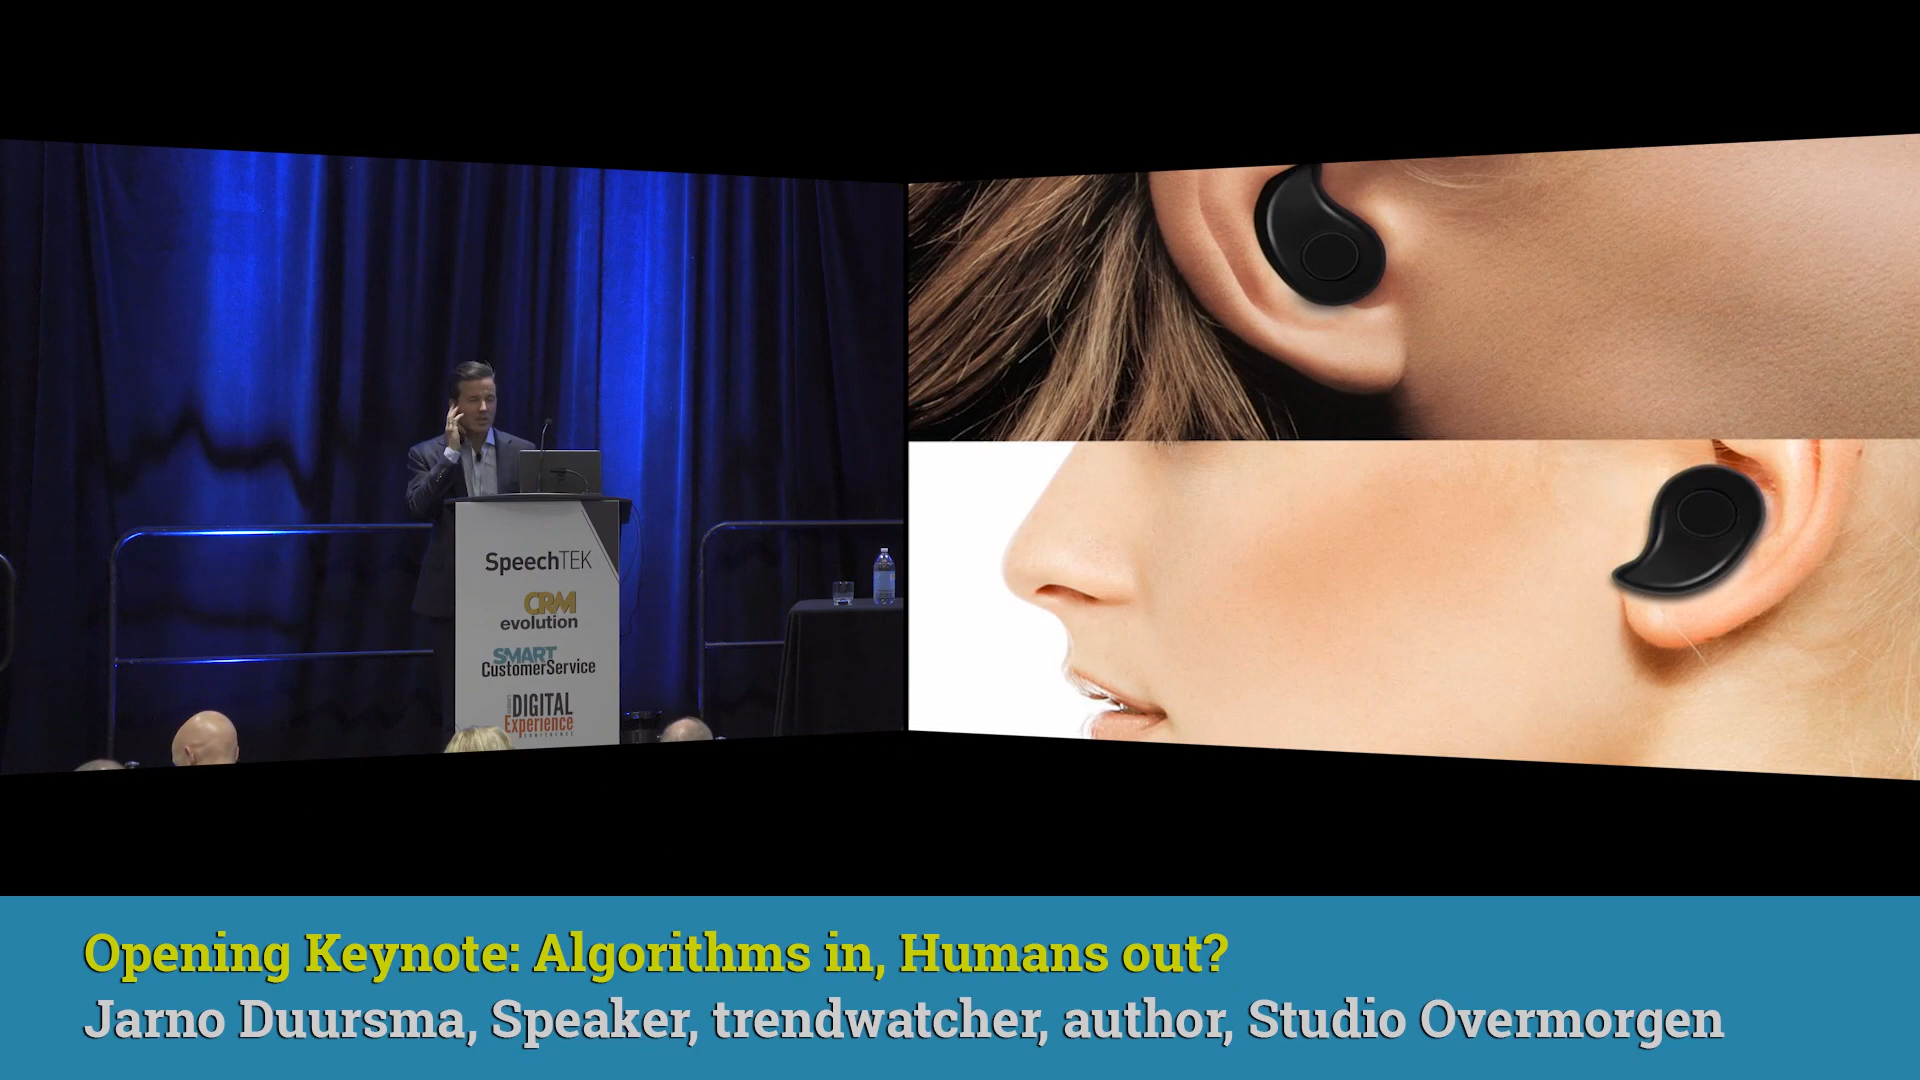 SpeechTEK
CRM
evolution
SMART
CustomerService
DIGITAL
Experience
CONFERENCE
Opening Keynote: Algorithms in, Humans out?
Jarno Duursma, Speaker, trendwatcher, author, Studio Overmorgen